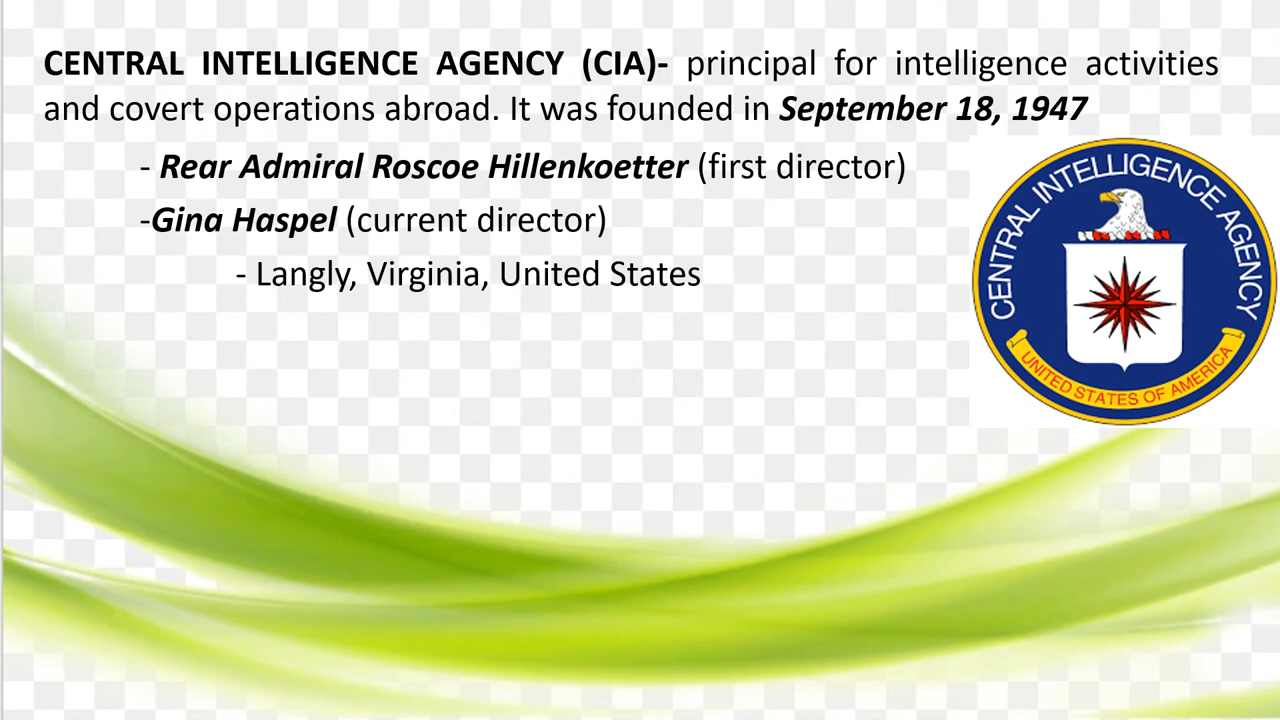 CENTRAL INTELLIGENCE AGENCY (CIA)- principal for intelligence activities
and covert operations abroad. It was founded in September 18, 1947
- Rear Admiral Roscoe Hillenkoetter (first director)
-Gina Haspel (current director)
- Langly, Virginia, United States
CENTRAL INTELLIGENCE AGENCY
UNITED STATES OF AMERICA